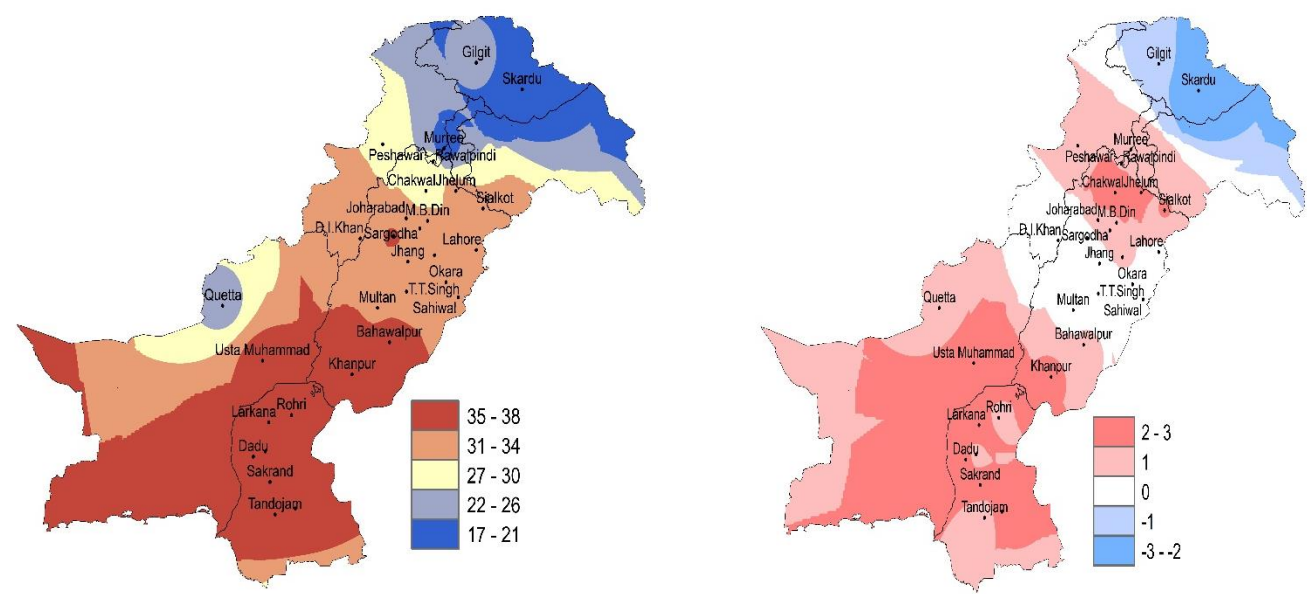 Gilgit
Skardu
Murree
Peshawar
Rawalpindi
Chakwal
Jhelum
Sialkot
Joharabad
M.B.Din
D.I.Khan
Sargodha
Lahore
Jhang
Okara
T.T.Singh
Multan
Sahiwal
Quetta
Bahawalpur
Usta Muhammad
Khanpur
Rohri
Larkana
Dadu
Sakrand
Tandojam
35 - 38
31 - 34
27 - 30
22 - 26
17 - 21
Gilgit
Skardu
Murree
Peshawar
Rawalpindi
Chakwal
Jhelum
Sialkot
Joharabad
M.B.Din
D.I.Khan
Sargodha
Lahore
Jhang
Okara
T.T.Singh
Multan
Sahiwal
Quetta
Bahawalpur
Usta Muhammad
Khanpur
Rohri
Larkana
Dadu
Sakrand
Tandojam
2 - 3
1
0
-1
-3 - -2